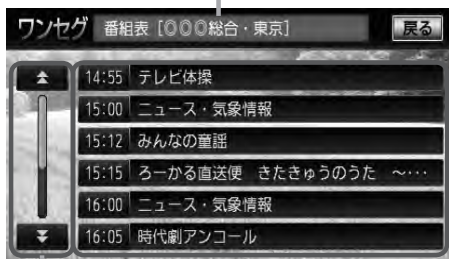 ワンセグ 番組表 [○○○総合・東京] 戻る
14:55 テレビ体操
15:00 ニュース・気象情報
15:12 みんなの童謡
15:15 ろーかる直送便 きたきゅうのうた ～･･･
16:00 ニュース・気象情報
16:05 時代劇アンコール